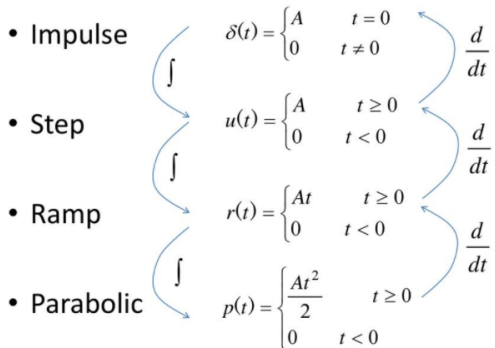 • Impulse δ(t) = { A t = 0
0 t ≠ 0
∫ d/dt
• Step u(t) = { A t ≥ 0
0 t < 0
∫ d/dt
• Ramp r(t) = { At t ≥ 0
0 t < 0
∫ d/dt
• Parabolic p(t) = { At²/2 t ≥ 0
0 t < 0